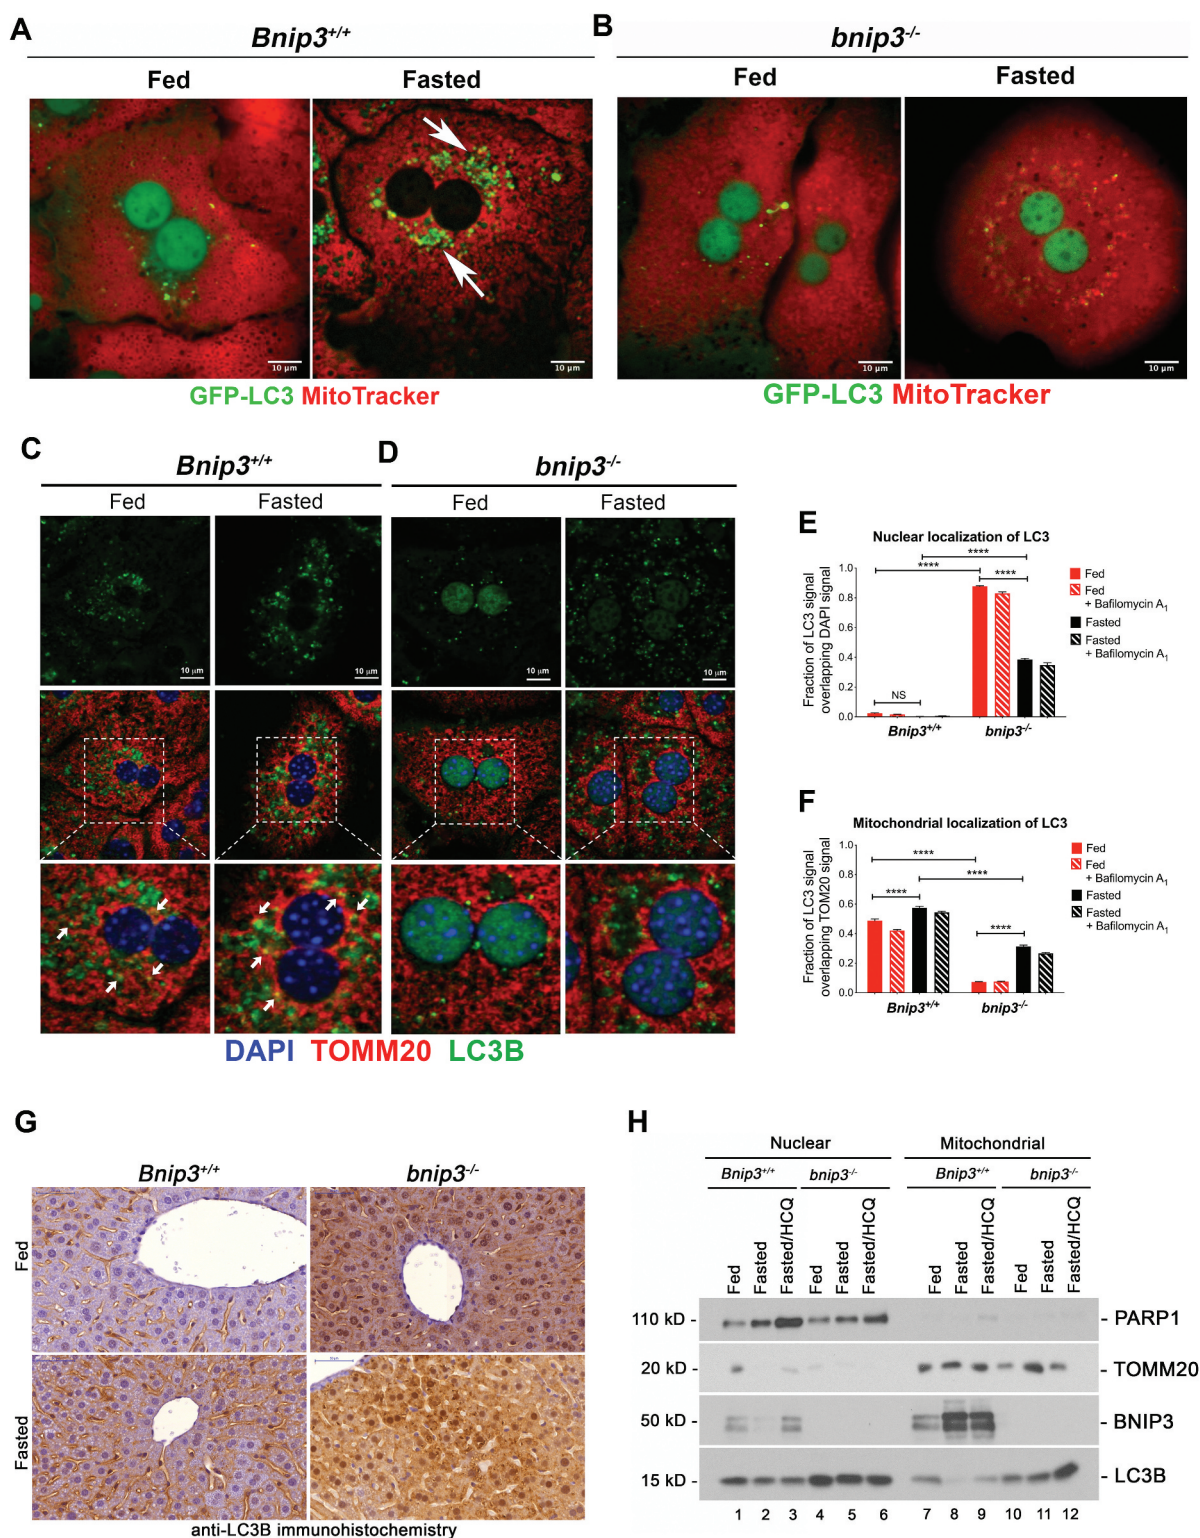 A
Bnip3+/+
Fed Fasted
10 µm 10 µm
GFP-LC3 MitoTracker
B
bnip3-/-
Fed Fasted
10 µm 10 µm
GFP-LC3 MitoTracker
C
Bnip3+/+
Fed Fasted
10 µm 10 µm
D
bnip3-/-
Fed Fasted
10 µm 10 µm
DAPI TOMM20 LC3B
E
Nuclear localization of LC3
Fraction of LC3 signal
overlapping DAPI signal
1.0
0.8
0.6
0.4
0.2
0.0
****
****
****
NS
Bnip3+/+ bnip3-/-
Fed
Fed
+ Bafilomycin A1
Fasted
Fasted
+ Bafilomycin A1
F
Mitochondrial localization of LC3
Fraction of LC3 signal
overlapping TOM20 signal
1.0
0.8
0.6
0.4
0.2
0.0
****
****
****
****
Bnip3+/+ bnip3-/-
Fed
Fed
+ Bafilomycin A1
Fasted
Fasted
+ Bafilomycin A1
G
Bnip3+/+ bnip3-/-
Fed
Fasted
anti-LC3B immunohistochemistry
H
Nuclear Mitochondrial
Bnip3+/+ bnip3-/- Bnip3+/+ bnip3-/-
Fed Fasted Fasted/HCQ Fed Fasted Fasted/HCQ Fed Fasted Fasted/HCQ Fed Fasted Fasted/HCQ
110 kD - - PARP1
20 kD - - TOMM20
50 kD - - BNIP3
15 kD - - LC3B
1 2 3 4 5 6 7 8 9 10 11 12